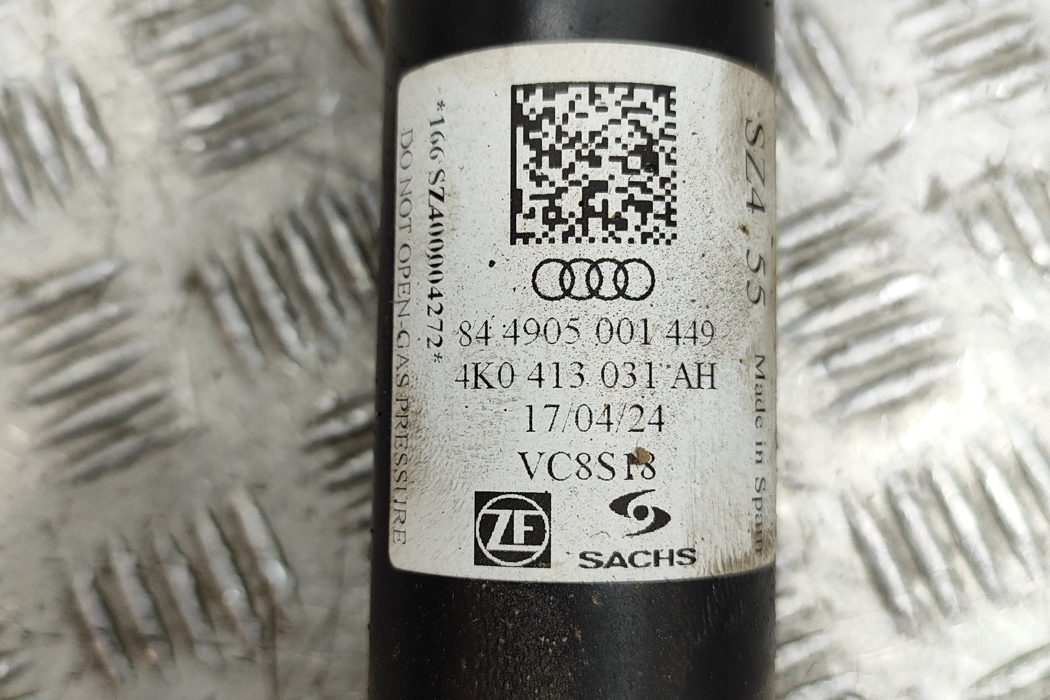 *166 SZA000004272*
DO NOT OPEN-GAS PRESSURE
84 4905 001 449
4K0 413 031 AH
17/04/24
VC8S18
ZF
SACHS
SZ4 55
Made in Spain